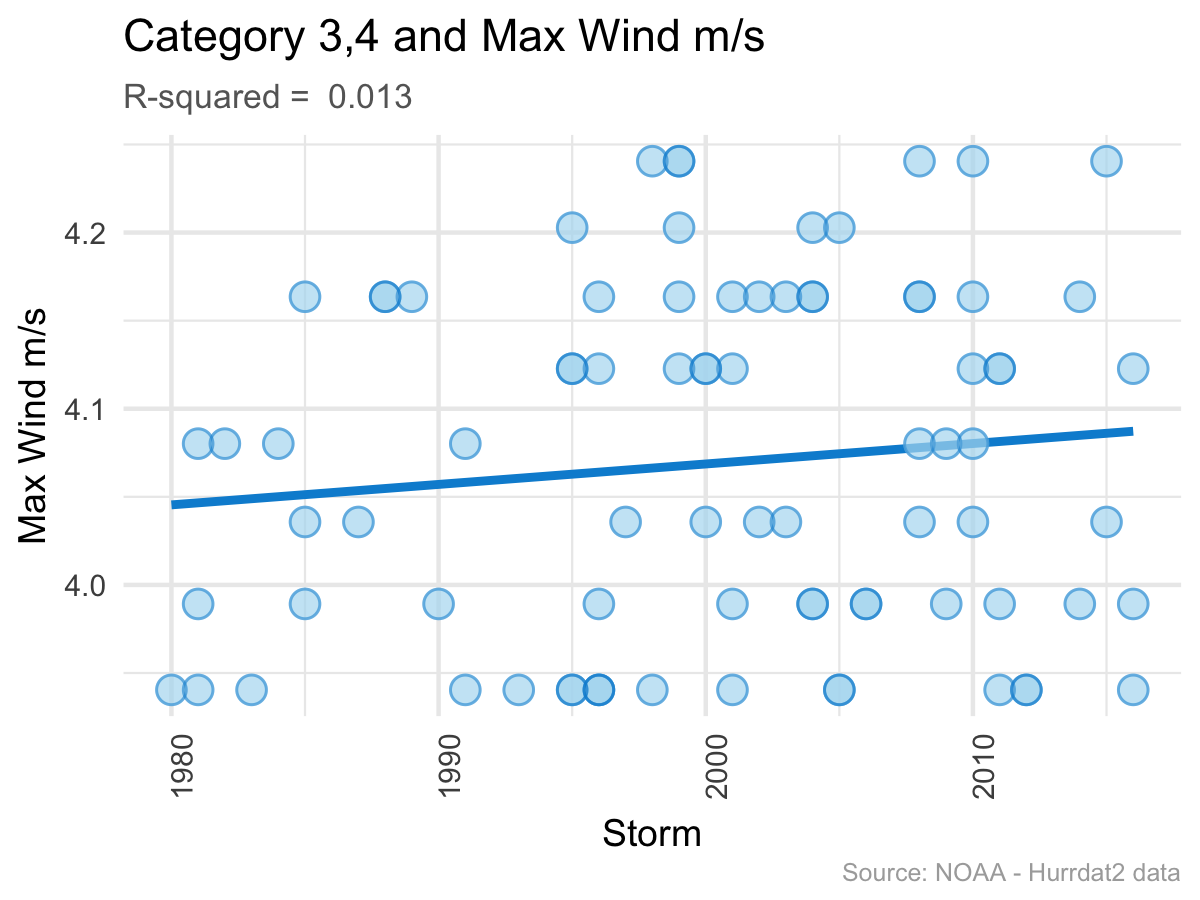 Category 3,4 and Max Wind m/s
R-squared =  0.013
Max Wind m/s
4.2
4.1
4.0
1980
1990
2000
2010
Storm
Source: NOAA - Hurrdat2 data